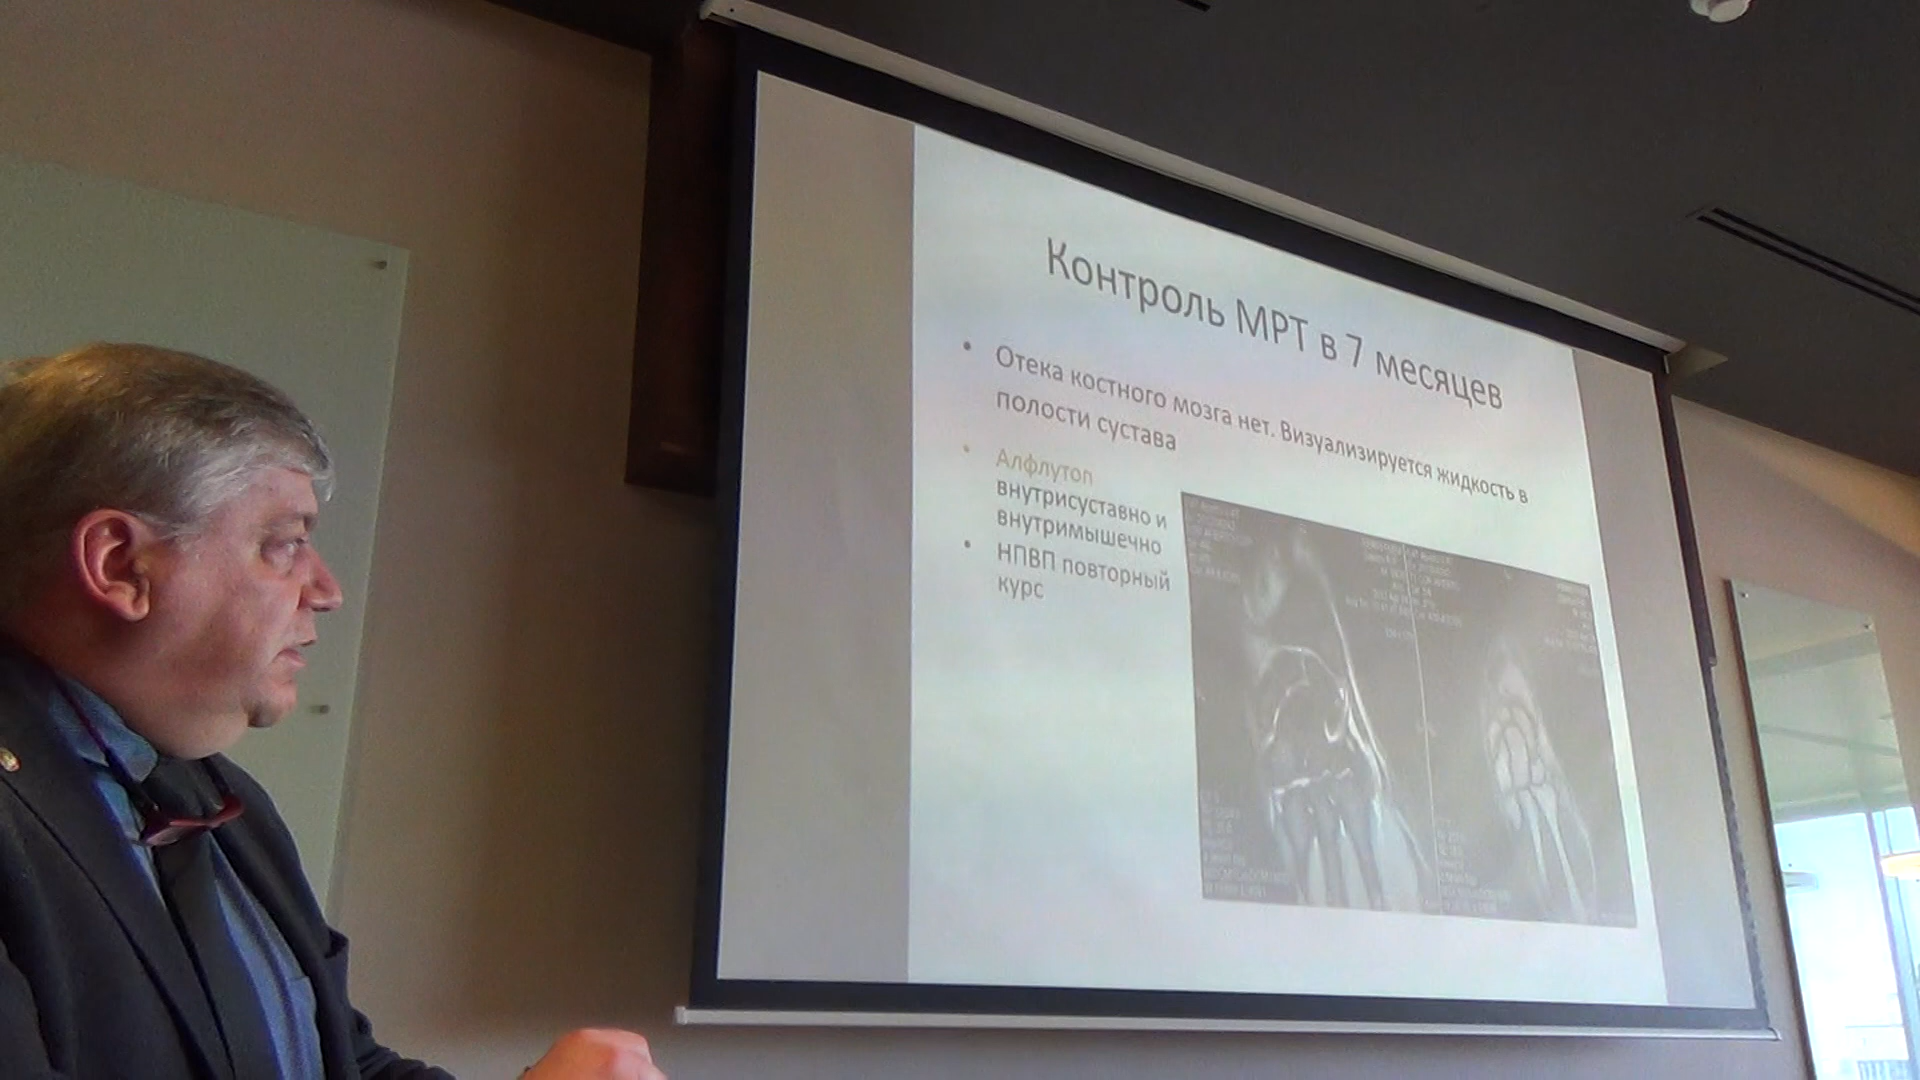 Контроль МРТ в 7 месяцев
• Отека костного мозга нет. Визуализируется жидкость в
полости сустава
• Алфлутоп
внутрисуставно и
внутримышечно
• НПВП повторный
курс